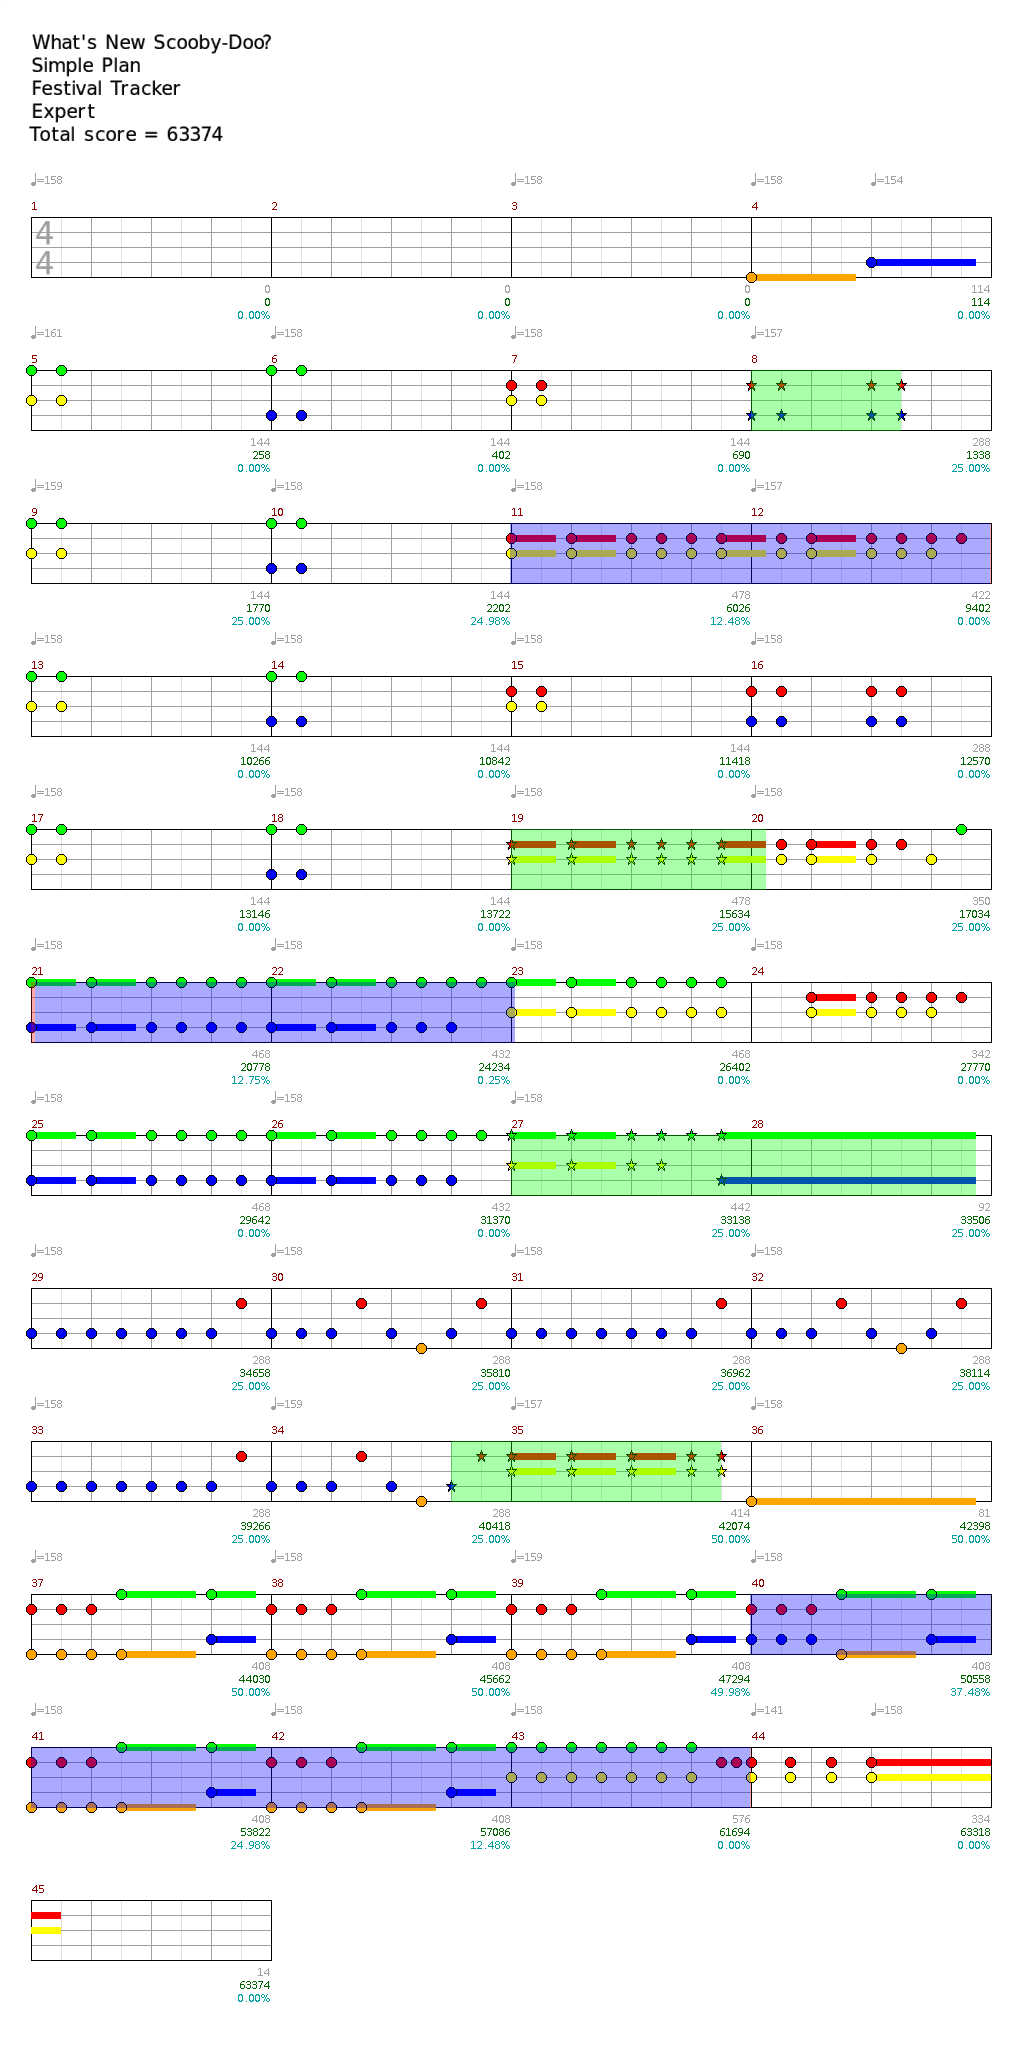 What's New Scooby-Doo?
Simple Plan
Festival Tracker
Expert
Total score = 63374
♩=158 ♩=158 ♩=158 ♩=154
1 2 3 4
4
4
0 0 0 114
0 0 0 114
0.00% 0.00% 0.00% 0.00%
♩=161 ♩=158 ♩=158 ♩=157
5 6 7 8
144 144 144 288
258 402 690 1338
0.00% 0.00% 0.00% 25.00%
♩=159 ♩=158 ♩=158 ♩=157
9 10 11 12
144 144 478 422
1770 2202 6026 9402
25.00% 24.98% 12.48% 0.00%
♩=158 ♩=158 ♩=158 ♩=158
13 14 15 16
144 144 144 288
10266 10842 11418 12570
0.00% 0.00% 0.00% 0.00%
♩=158 ♩=158 ♩=158 ♩=158
17 18 19 20
144 144 478 350
13146 13722 15634 17034
0.00% 0.00% 25.00% 25.00%
♩=158 ♩=158 ♩=158 ♩=158
21 22 23 24
468 432 468 342
20778 24234 26402 27770
12.75% 0.25% 0.00% 0.00%
♩=158 ♩=158 ♩=158 ♩=158
25 26 27 28
468 432 442 92
29642 31370 33138 33506
0.00% 0.00% 25.00% 25.00%
♩=158 ♩=158 ♩=158 ♩=158
29 30 31 32
288 288 288 288
34658 35810 36962 38114
25.00% 25.00% 25.00% 25.00%
♩=158 ♩=159 ♩=157 ♩=158
33 34 35 36
288 288 414 81
39266 40418 42074 42398
25.00% 25.00% 50.00% 50.00%
♩=158 ♩=158 ♩=159 ♩=158
37 38 39 40
408 408 408 408
44030 45662 47294 50558
50.00% 50.00% 49.98% 37.48%
♩=158 ♩=158 ♩=158 ♩=141 ♩=158
41 42 43 44
408 408 576 334
53822 57086 61694 63318
24.98% 12.48% 0.00% 0.00%
45
14
63374
0.00%